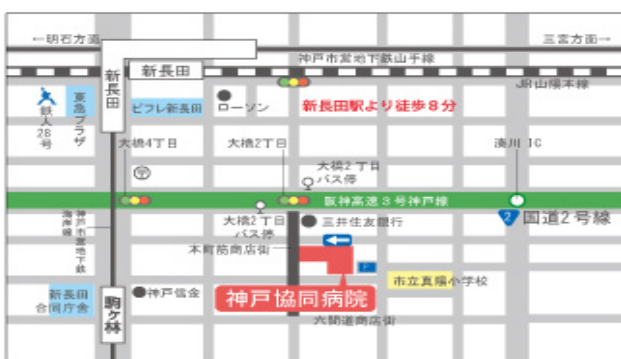 ←明石方面
三宮方面→
神戸市営地下鉄山手線
新長田
新長田
JR山陽本線
鉄人28号
東急プラザ
ピフレ新長田
ローソン
新長田駅より徒歩8分
大橋4丁目
大橋2丁目
湊川IC
大橋2丁目
バス停
阪神高速3号神戸線
大橋2丁目
バス停
三井住友銀行
2
国道2号線
神戸市営地下鉄
海岸線
本町筋商店街
P
市立真陽小学校
新長田
合同庁舎
駒ヶ林
神戸信金
神戸協同病院
六間道商店街